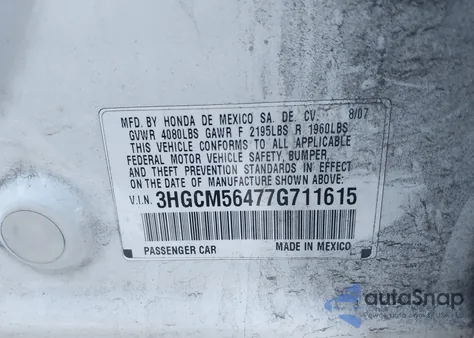 MFD. BY HONDA DE MEXICO SA. DE. CV. 8/07
GVWR 4080LBS GAWR F 2195LBS R 1960LBS
THIS VEHICLE CONFORMS TO ALL APPLICABLE
FEDERAL MOTOR VEHICLE SAFETY, BUMPER,
AND THEFT PREVENTION STANDARDS IN EFFECT
ON THE DATE OF MANUFACTURE SHOWN ABOVE:
V.I.N. 3HGCM56477G711615
PASSENGER CAR MADE IN MEXICO
autoSnap